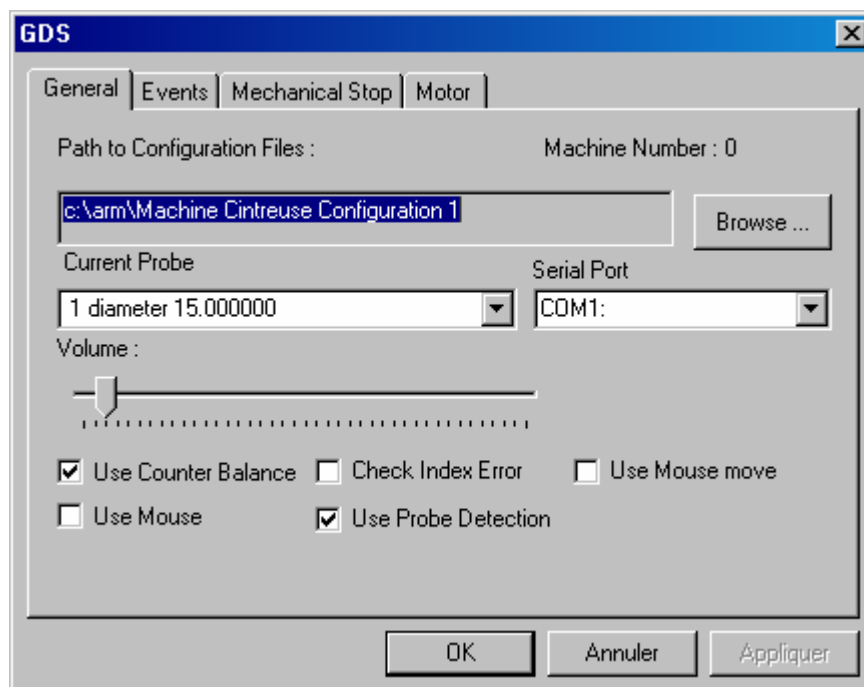 GDS
General Events Mechanical Stop Motor
Path to Configuration Files : Machine Number : 0
c:\arm\Machine Cintreuse Configuration 1 Browse ...
Current Probe Serial Port
1 diameter 15.000000 COM1:
Volume :
Use Counter Balance Check Index Error Use Mouse move
Use Mouse Use Probe Detection
OK Annuler Appliquer